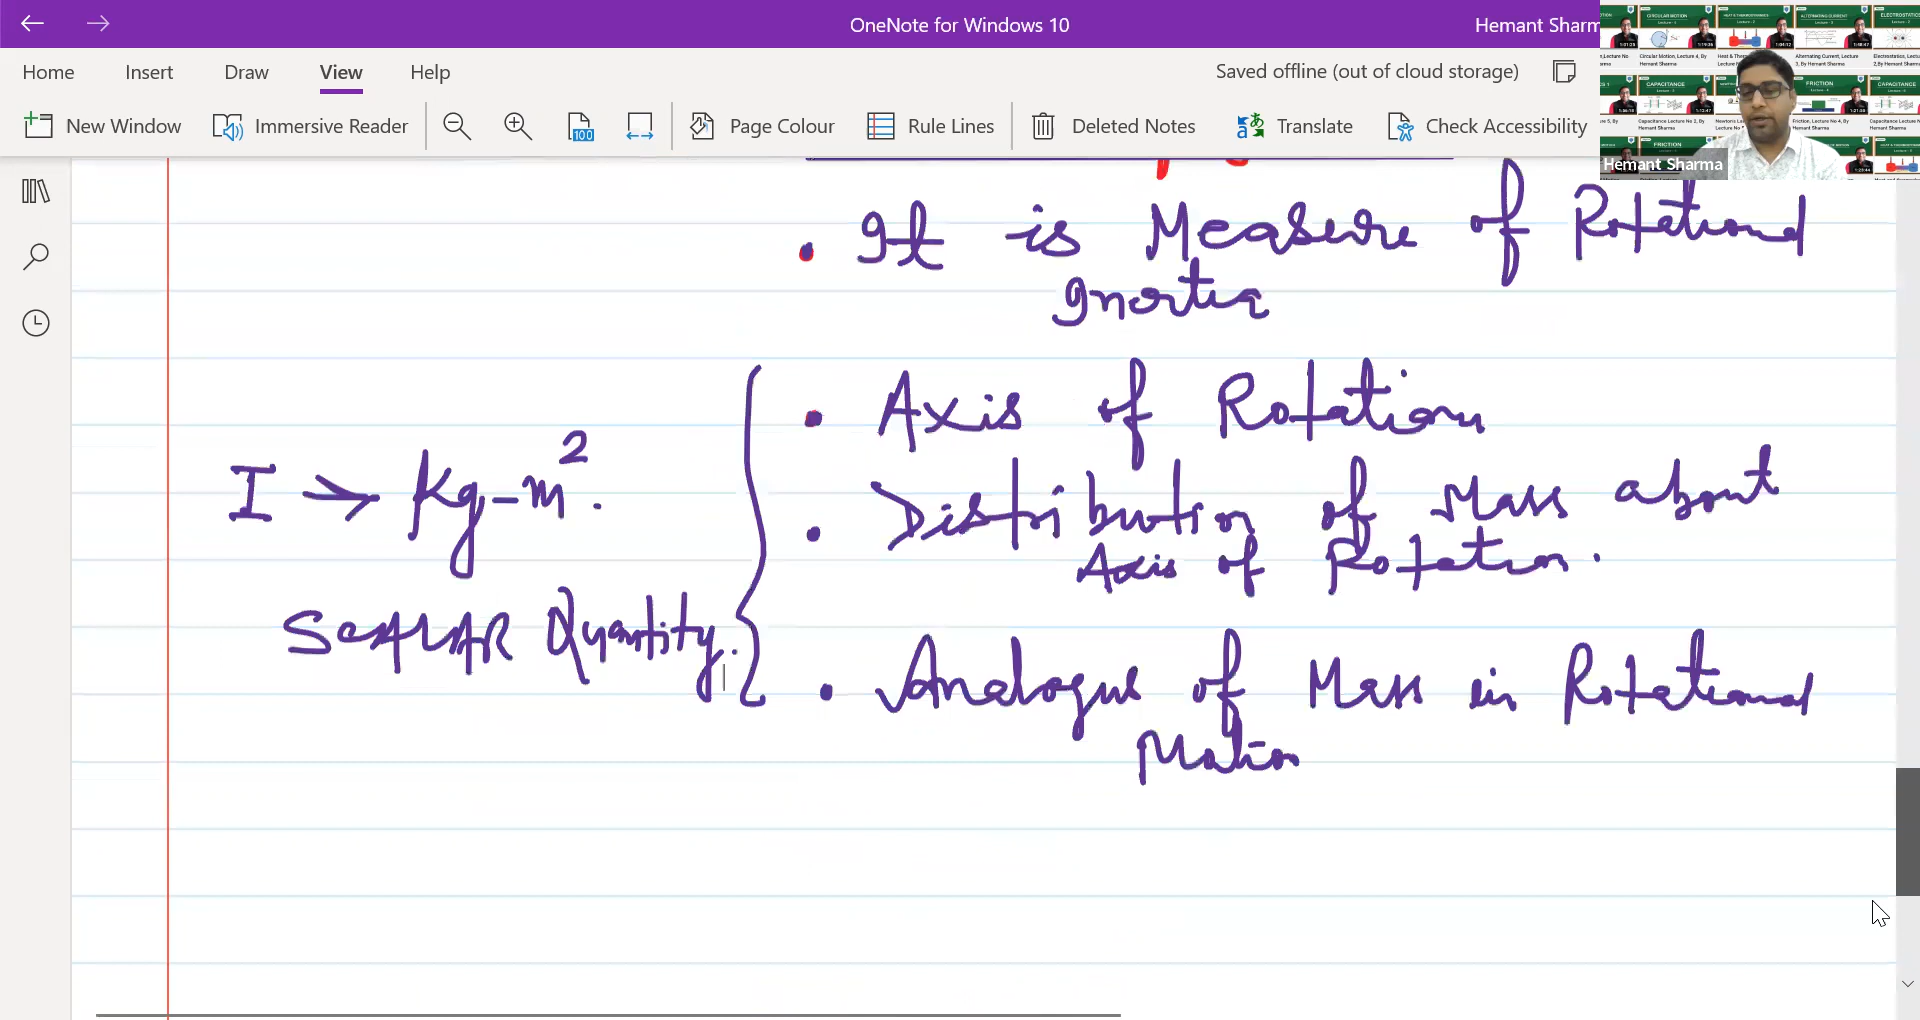 OneNote for Windows 10
Hemant Sharm
Home Insert Draw View Help
Saved offline (out of cloud storage)
New Window Immersive Reader 100 Page Colour Rule Lines Deleted Notes Translate Check Accessibility
Hemant Sharma
• It is Measure of Rotational
Inertia
• Axis of Rotation
I → Kg-m².
• Distribution of Mass about
Axis of Rotation.
SCALAR Quantity.
• Analogue of Mass in Rotational
Motion